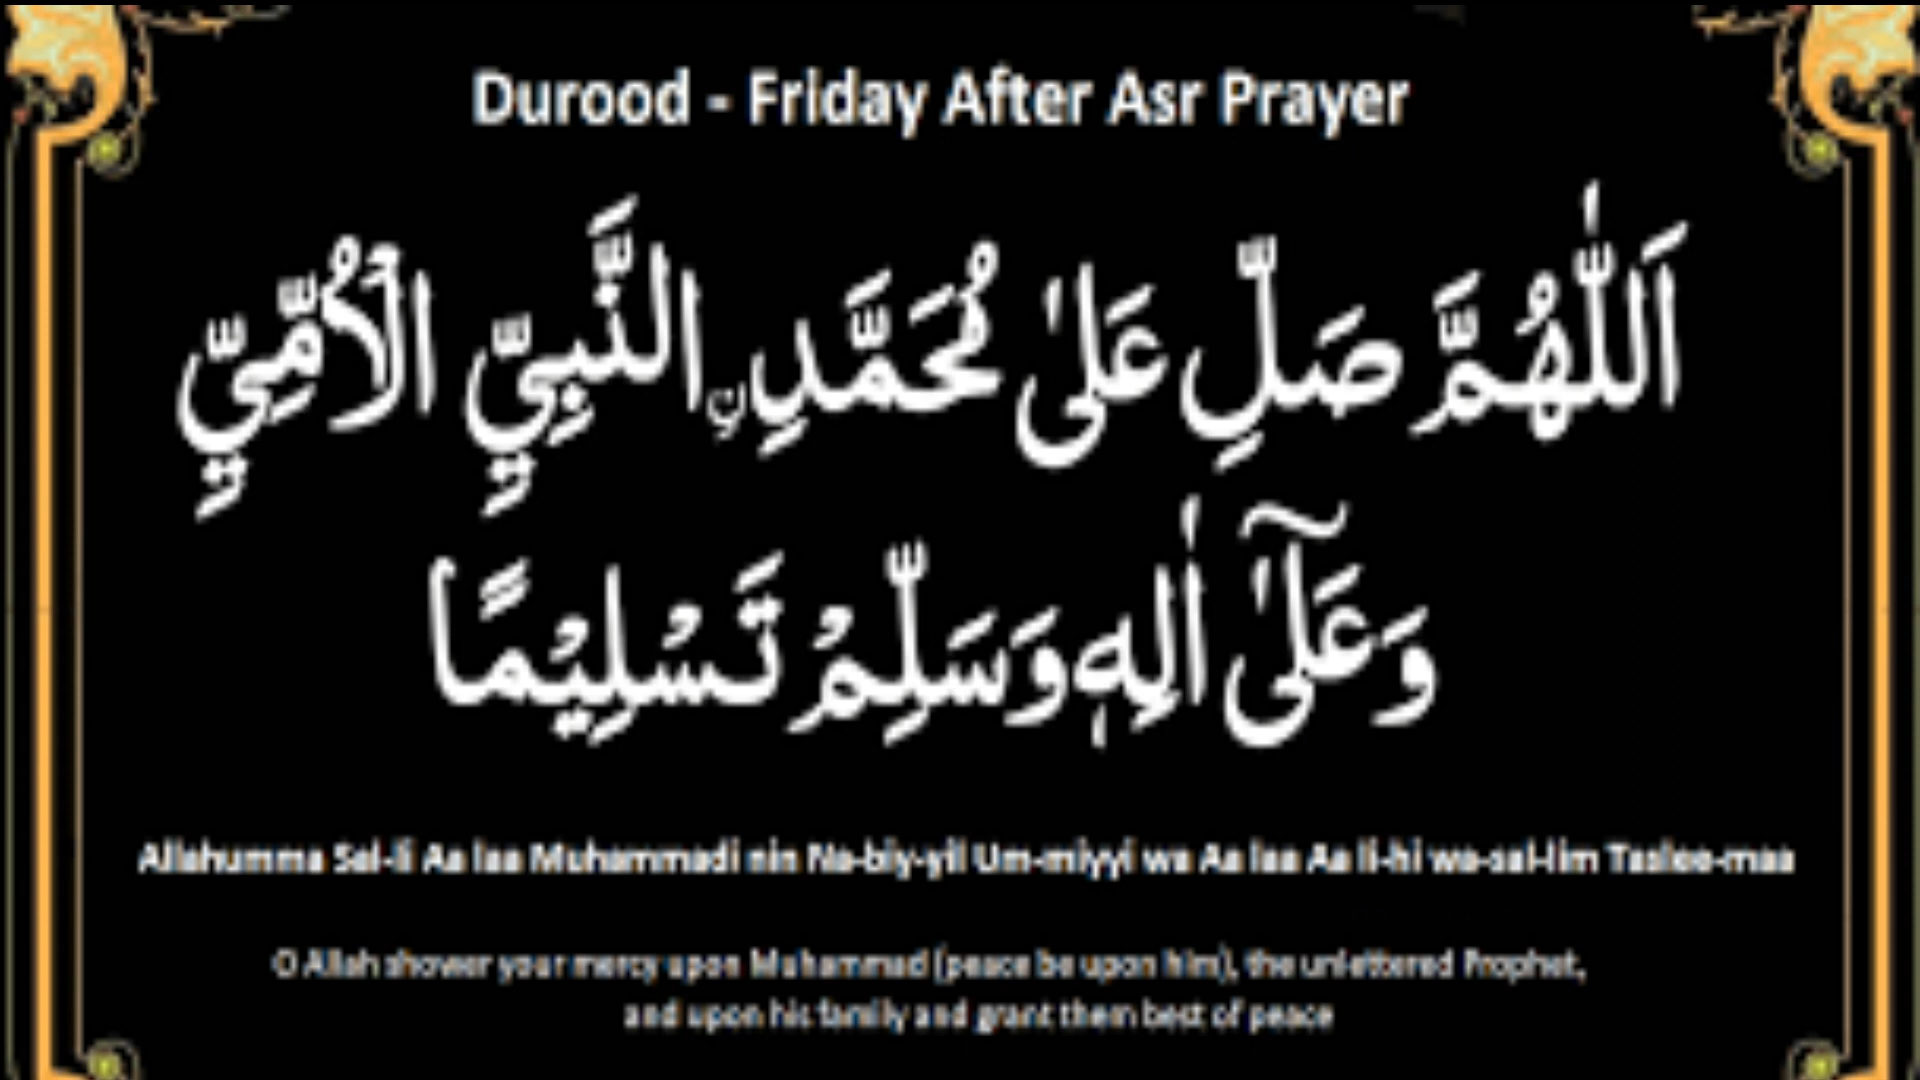 Durood - Friday After Asr Prayer
اَللّٰهُمَّ صَلِّ عَلىٰ مُحَمَّدِ نِ النَّبِيِّ الْاُمِّيِّ
وَعَلىٰٓ اٰلِهٖ وَسَلِّمْ تَسْلِيْمًا
Allahumma Sal-li Aa laa Muhammadi nin Na-biy-yil Um-miyyi wa Aa laa Aa li-hi wa-sal-lim Taslee-maa
O Allah shower your mercy upon Muhammad (peace be upon him), the unlettered Prophet,
and upon his family and grant them best of peace